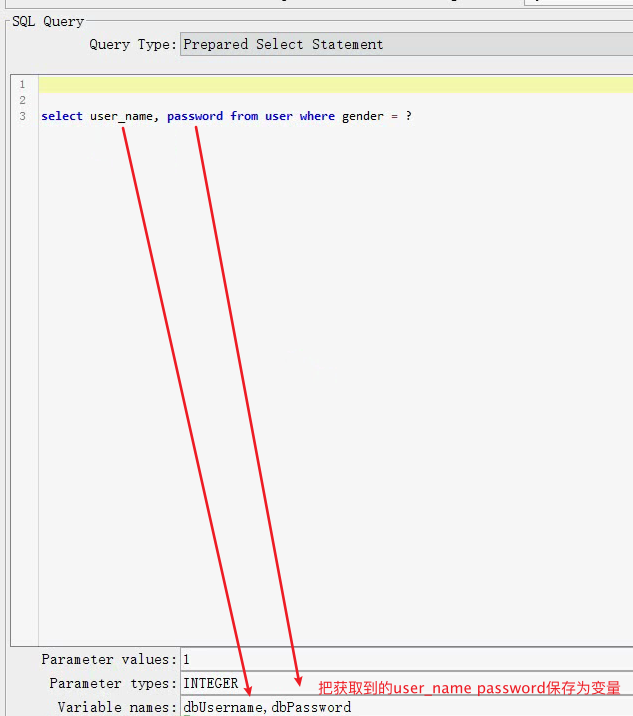 SQL Query
Query Type: Prepared Select Statement
1
2
3 select user_name, password from user where gender = ?
Parameter values: 1
Parameter types: INTEGER
把获取到的user_name password保存为变量
Variable names: dbUsername,dbPassword